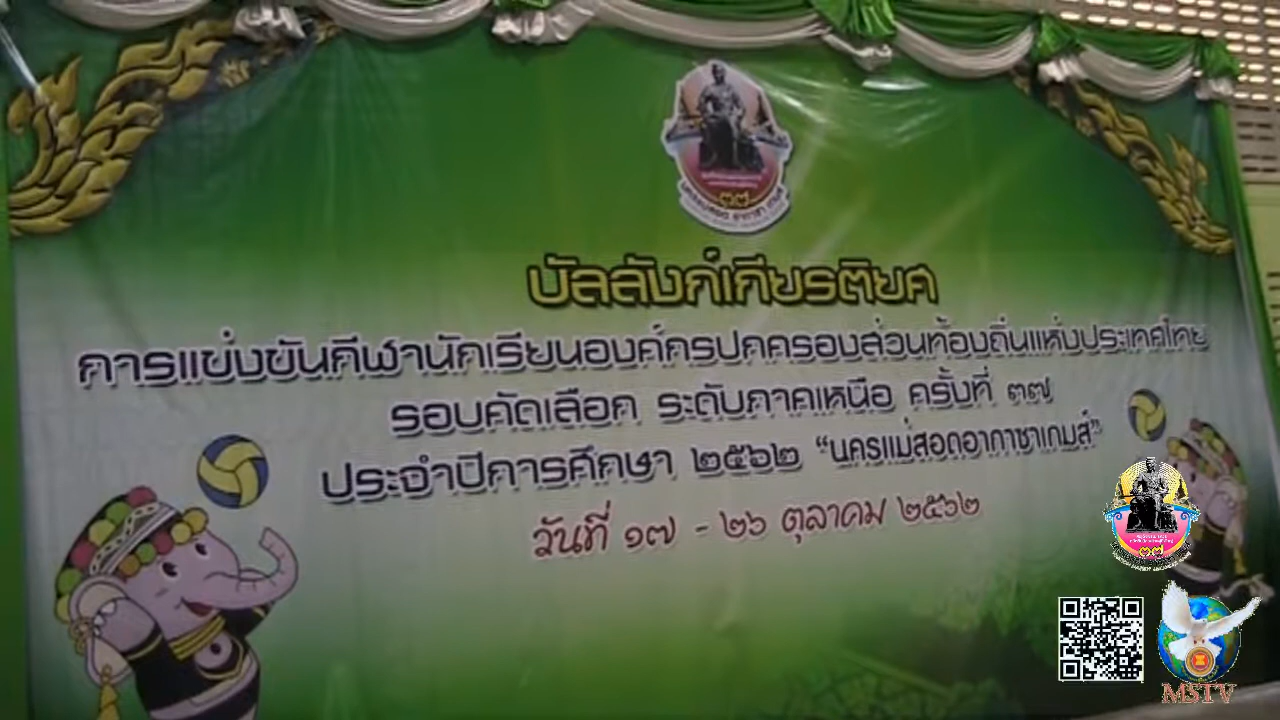 ๓๗
บัลลังก์เกียรติยศ
การแข่งขันกีฬานักเรียนองค์กรปกครองส่วนท้องถิ่นแห่งประเทศไทย
รอบคัดเลือก ระดับภาคเหนือ ครั้งที่ ๓๗
ประจำปีการศึกษา ๒๕๖๒ “นครแม่สอดอากาซาเกมส์”
วันที่ ๑๗ - ๒๖ ตุลาคม ๒๕๖๒
๓๗
MSTV